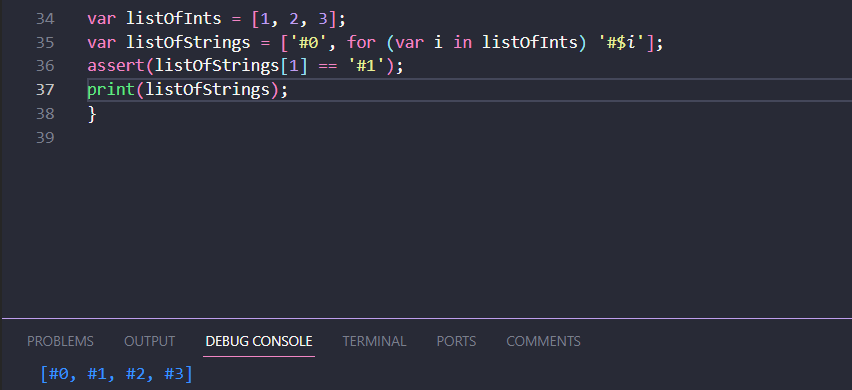 34 var listOfInts = [1, 2, 3];
35 var listOfStrings = ['#0', for (var i in listOfInts) '#$i'];
36 assert(listOfStrings[1] == '#1');
37 print(listOfStrings);
38 }
39
PROBLEMS OUTPUT DEBUG CONSOLE TERMINAL PORTS COMMENTS
[#0, #1, #2, #3]